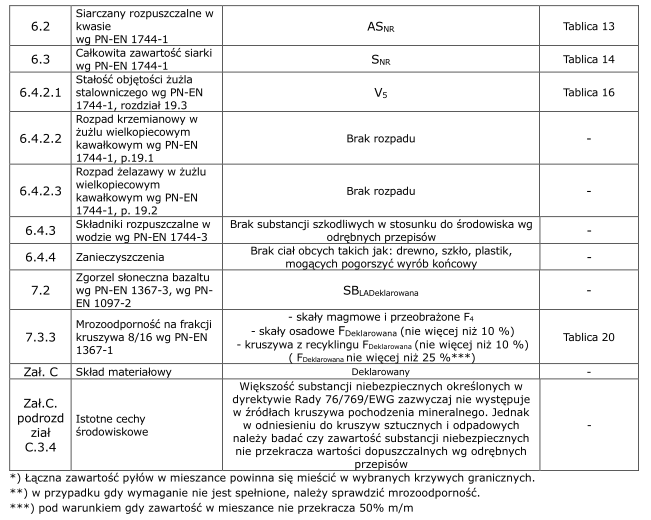 6.2
Siarczany rozpuszczalne w
kwasie
wg PN-EN 1744-1
ASNR
Tablica 13
6.3
Całkowita zawartość siarki
wg PN-EN 1744-1
SNR
Tablica 14
6.4.2.1
Stałość objętości żużla
stalowniczego wg PN-EN
1744-1, rozdział 19.3
V5
Tablica 16
6.4.2.2
Rozpad krzemianowy w
żużlu wielkopiecowym
kawałkowym wg PN-EN
1744-1, p.19.1
Brak rozpadu
-
6.4.2.3
Rozpad żelazawy w żużlu
wielkopiecowym
kawałkowym wg PN-EN
1744-1, p. 19.2
Brak rozpadu
-
6.4.3
Składniki rozpuszczalne w
wodzie wg PN-EN 1744-3
Brak substancji szkodliwych w stosunku do środowiska wg
odrębnych przepisów
-
6.4.4
Zanieczyszczenia
Brak ciał obcych takich jak: drewno, szkło, plastik,
mogących pogorszyć wyrób końcowy
-
7.2
Zgorzel słoneczna bazaltu
wg PN-EN 1367-3, wg PN-
EN 1097-2
SBLADeklarowana
-
7.3.3
Mrozoodporność na frakcji
kruszywa 8/16 wg PN-EN
1367-1
- skały magmowe i przeobrażone F4
- skały osadowe FDeklarowana (nie więcej niż 10 %)
- kruszywa z recyklingu FDeklarowana (nie więcej niż 10 %)
( FDeklarowana nie więcej niż 25 %***)
Tablica 20
Zał. C
Skład materiałowy
Deklarowany
-
Zał.C.
podrozd
ział
C.3.4
Istotne cechy
środowiskowe
Większość substancji niebezpiecznych określonych w
dyrektywie Rady 76/769/EWG zazwyczaj nie występuje
w źródłach kruszywa pochodzenia mineralnego. Jednak
w odniesieniu do kruszyw sztucznych i odpadowych
należy badać czy zawartość substancji niebezpiecznych
nie przekracza wartości dopuszczalnych wg odrębnych
przepisów
-
*) Łączna zawartość pyłów w mieszance powinna się mieścić w wybranych krzywych granicznych.
**) w przypadku gdy wymaganie nie jest spełnione, należy sprawdzić mrozoodporność.
***) pod warunkiem gdy zawartość w mieszance nie przekracza 50% m/m